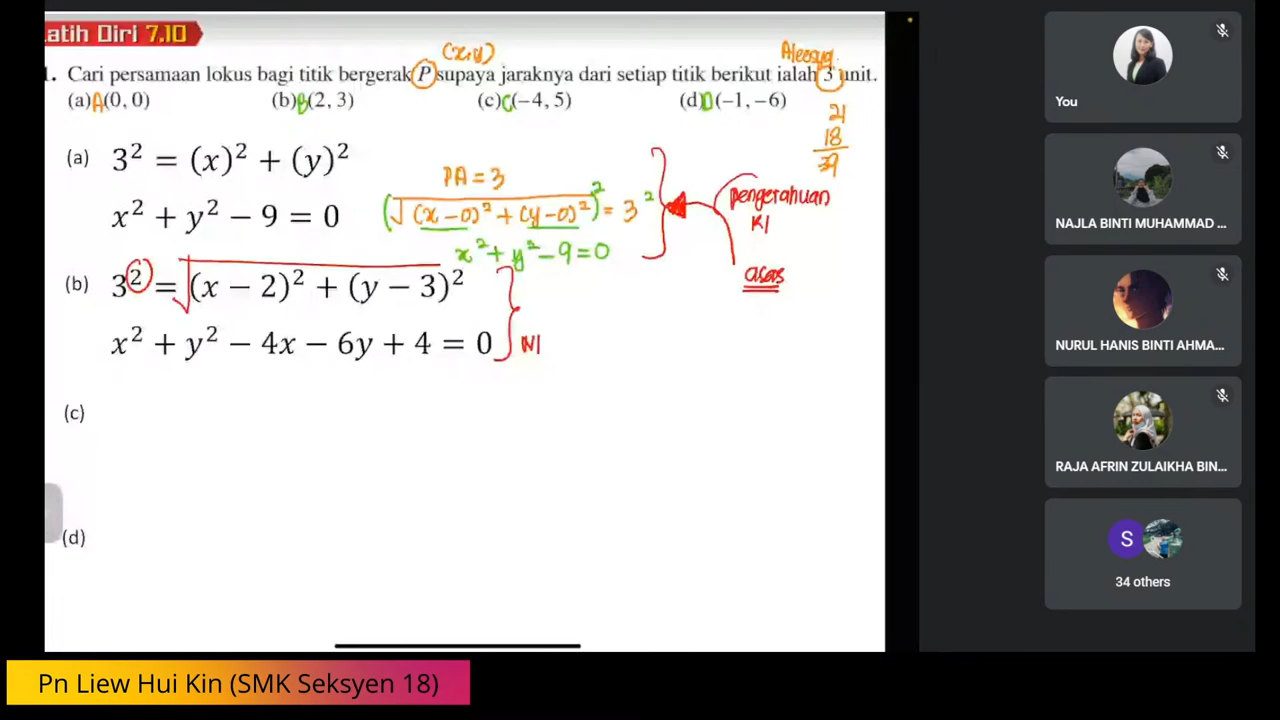 atih Diri 7.10
(x,y)
1. Cari persamaan lokus bagi titik bergerak P supaya jaraknya dari setiap titik berikut ialah 3 unit.
(a) A(0, 0) (b) B(2, 3) (c) C(−4, 5) (d) D(−1, −6)
21
18
39
(a) 3² = (x)² + (y)²
x² + y² − 9 = 0
PA = 3
(√(x−0)² + (y−0)²)² = 3²
x² + y² − 9 = 0
pengetahuan
K1
asas
(b) 3² = √(x − 2)² + (y − 3)²
x² + y² − 4x − 6y + 4 = 0
N1
(c)
(d)
You
NAJLA BINTI MUHAMMAD
NURUL HANIS BINTI AHMA...
RAJA AFRIN ZULAIKHA BIN...
S
34 others
Pn Liew Hui Kin (SMK Seksyen 18)